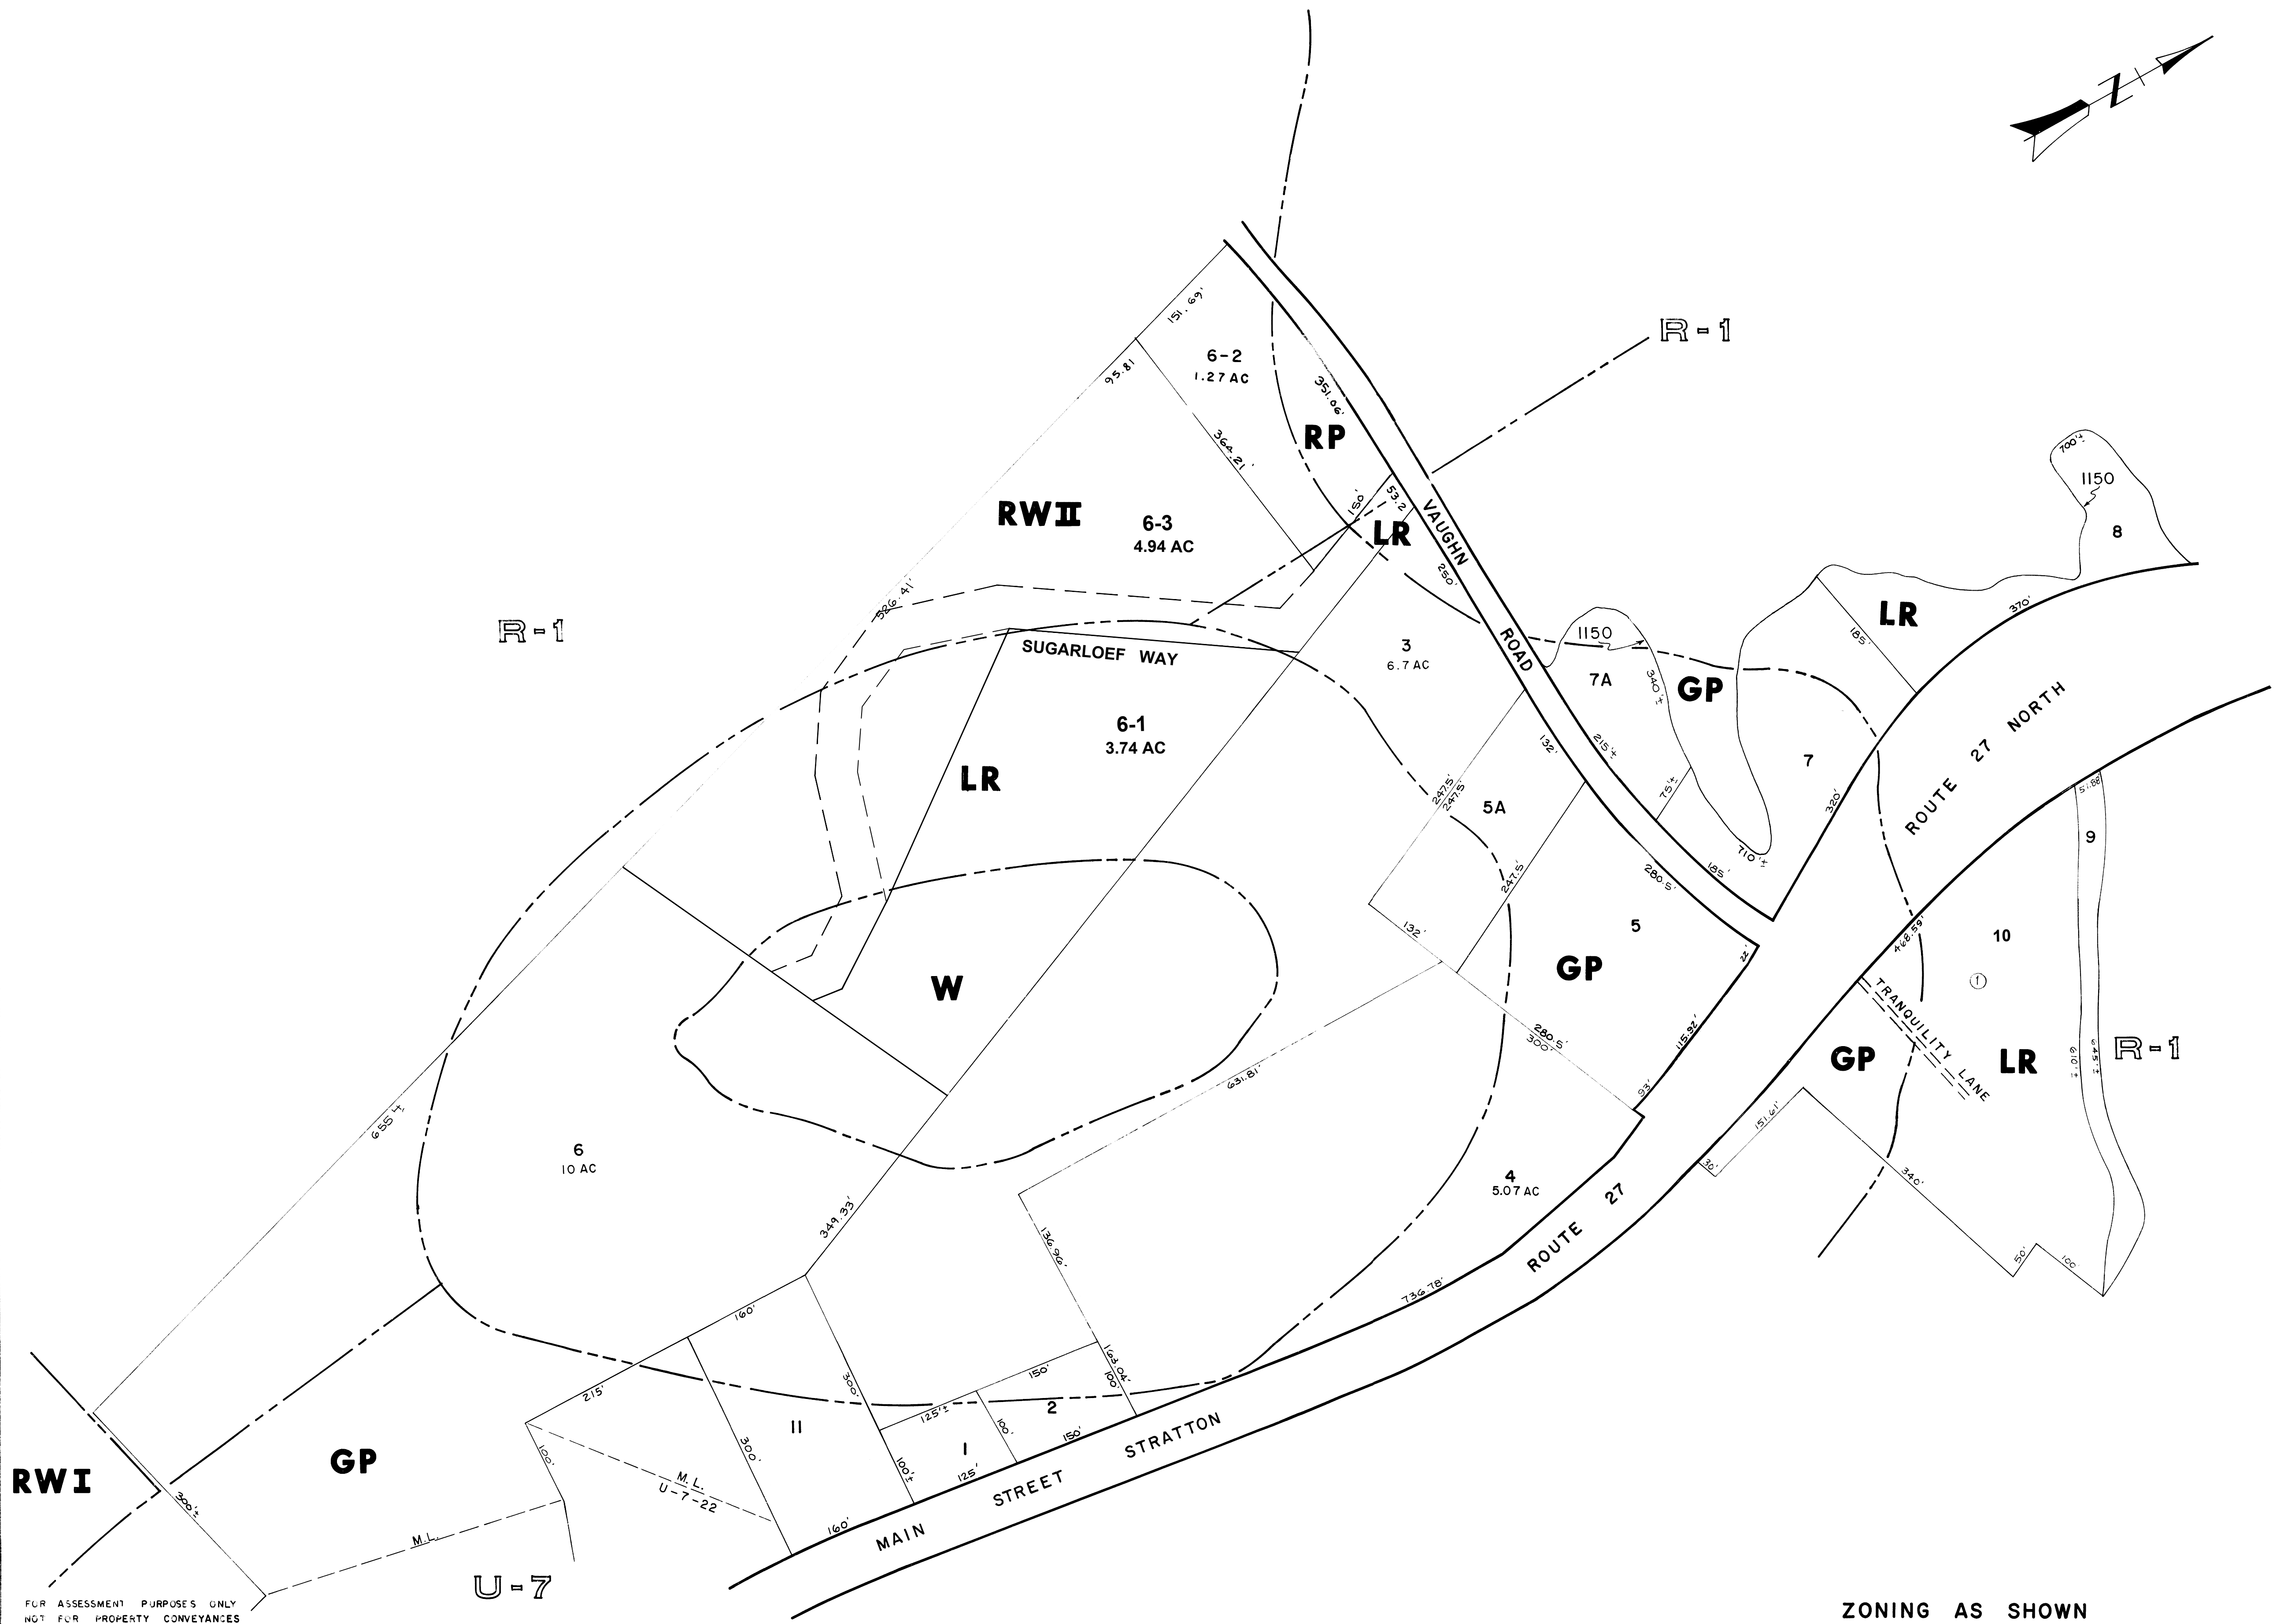 N
R-1
151.69'
6-2
1.27 AC
95.81
351.06'
RP
364.21'
700'±
1150
8
RWII
6-3
4.94 AC
150'
53.2
LR
VAUGHN ROAD
250'
526.41'
R-1
SUGARLOEF WAY
3
6.7 AC
1150
7A
340'±
GP
LR
185'
370'
6-1
3.74 AC
LR
132'
215'±
7
ROUTE 27 NORTH
247.5'
247.5'
5A
75'±
320'
51.88'
9
247.5'
710'±
185'
280.5'
132'
5
22'
468.59'
10
1
W
GP
TRANQUILITY LANE
280.5'
300'
115.92'
GP
LR
610'±
645'±
R-1
631.81'
93'
655'±
151.61'
6
10 AC
30'
340'
4
5.07 AC
349.33'
136.96'
ROUTE 27
50'
100
736.78'
160'
215'
300'
150'
163.04'
100'
125'±
2
11
100'
150'
1
125'
STRATTON
100'
300'
100'±
GP
RWI
M.L.
U-7-22
STREET
300'±
160'
MAIN
M.L.
U-7
FOR ASSESSMENT PURPOSES ONLY
NOT FOR PROPERTY CONVEYANCES
ZONING AS SHOWN